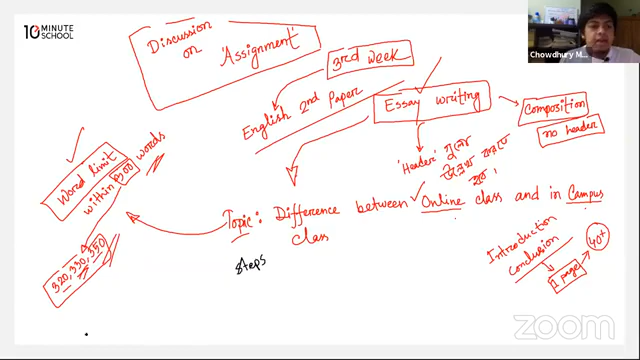 10 MINUTE
SCHOOL
Discussion
on
'Assignment'
3rd week
English 2nd Paper
Essay writing
Composition
no header
'Header'
Word limit
within 300 words
320, 330, 350
Topic: Difference between Online class and in Campus
class
Steps
Introduction
conclusion
1 page
40+
Chowdhury M...
zoom